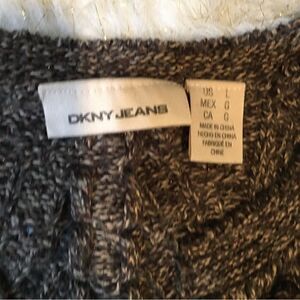 DKNY JEANS
US L
MEX G
CA G
MADE IN CHINA
HECHO EN CHINA
FABRIQUÉ EN
CHINE